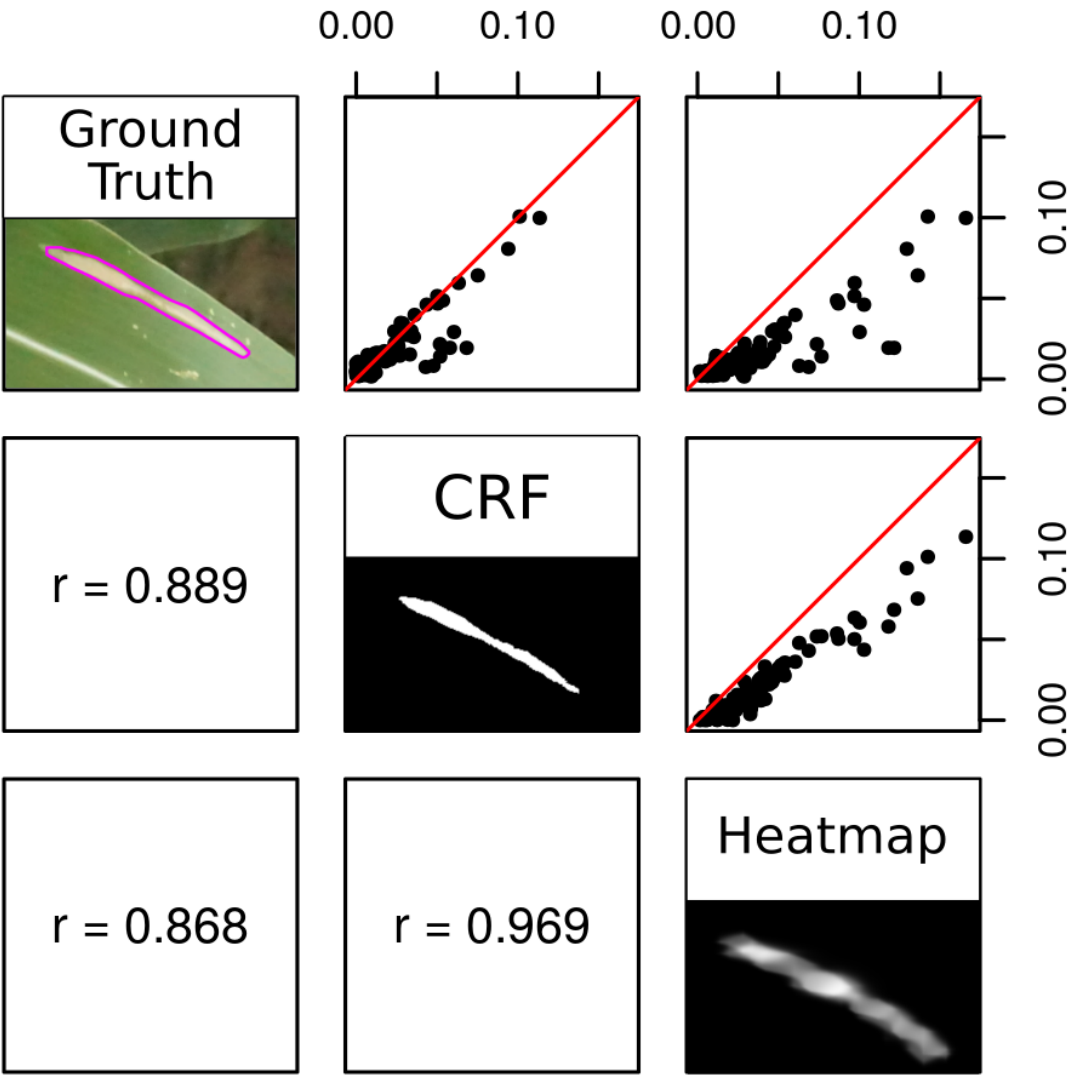 0.00 0.10 0.00 0.10
Ground
Truth
0.10
0.00
r = 0.889
CRF
0.10
0.00
r = 0.868
r = 0.969
Heatmap